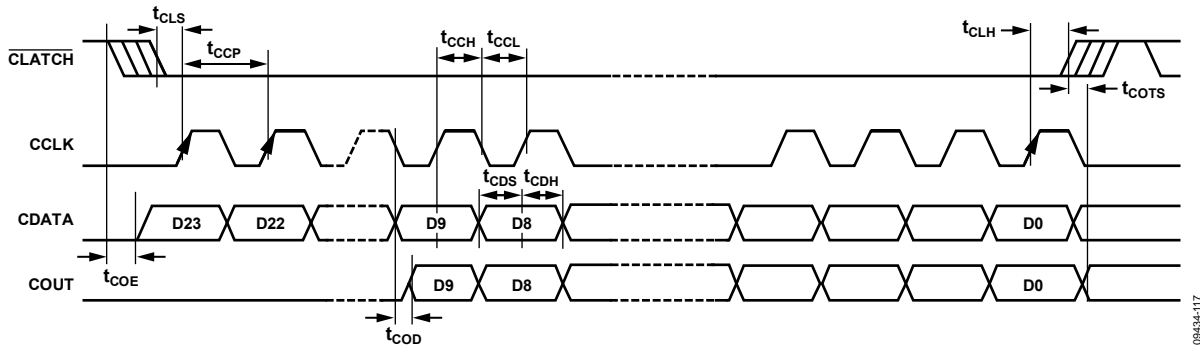 tCLS
tCCP
tCCH
tCCL
tCLH
CLATCH
tCOTS
CCLK
tCDS
tCDH
CDATA
D23
D22
D9
D8
D0
tCOE
COUT
D9
D8
D0
tCOD
09434-117